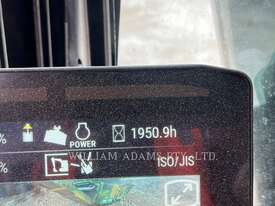 % POWER 1950.9h
WILLIAM ADAMS PTY. LTD.
% iso/JIS